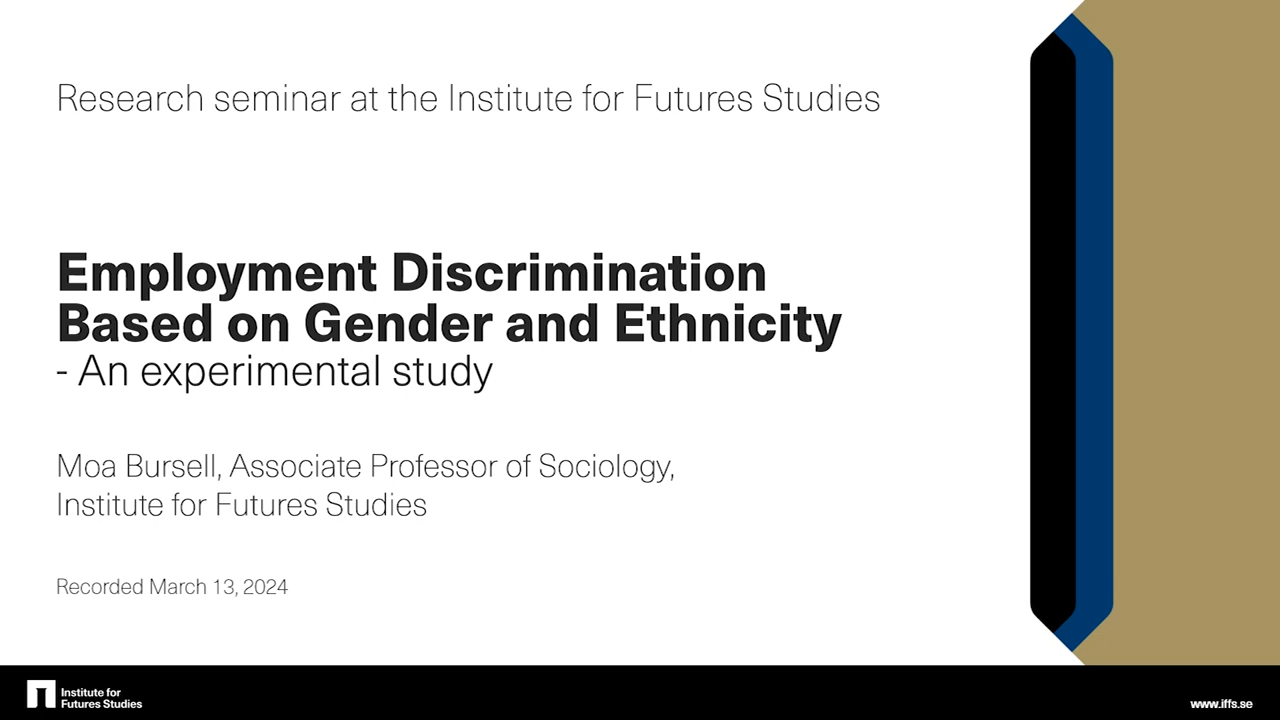 Research seminar at the Institute for Futures Studies
Employment Discrimination
Based on Gender and Ethnicity
- An experimental study
Moa Bursell, Associate Professor of Sociology,
Institute for Futures Studies
Recorded March 13, 2024
Institute for
Futures Studies
www.iffs.se